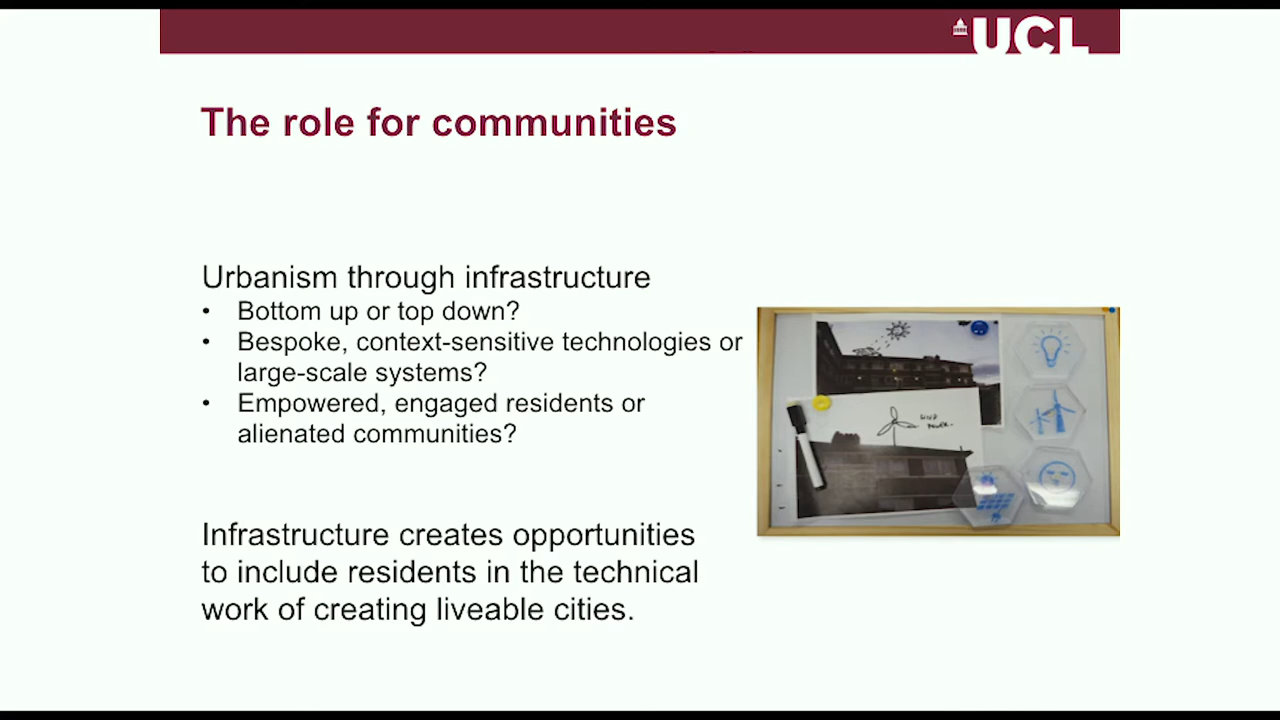 UCL
The role for communities
Urbanism through infrastructure
• Bottom up or top down?
• Bespoke, context-sensitive technologies or
large-scale systems?
• Empowered, engaged residents or
alienated communities?
WIND
POWER.
Infrastructure creates opportunities
to include residents in the technical
work of creating liveable cities.